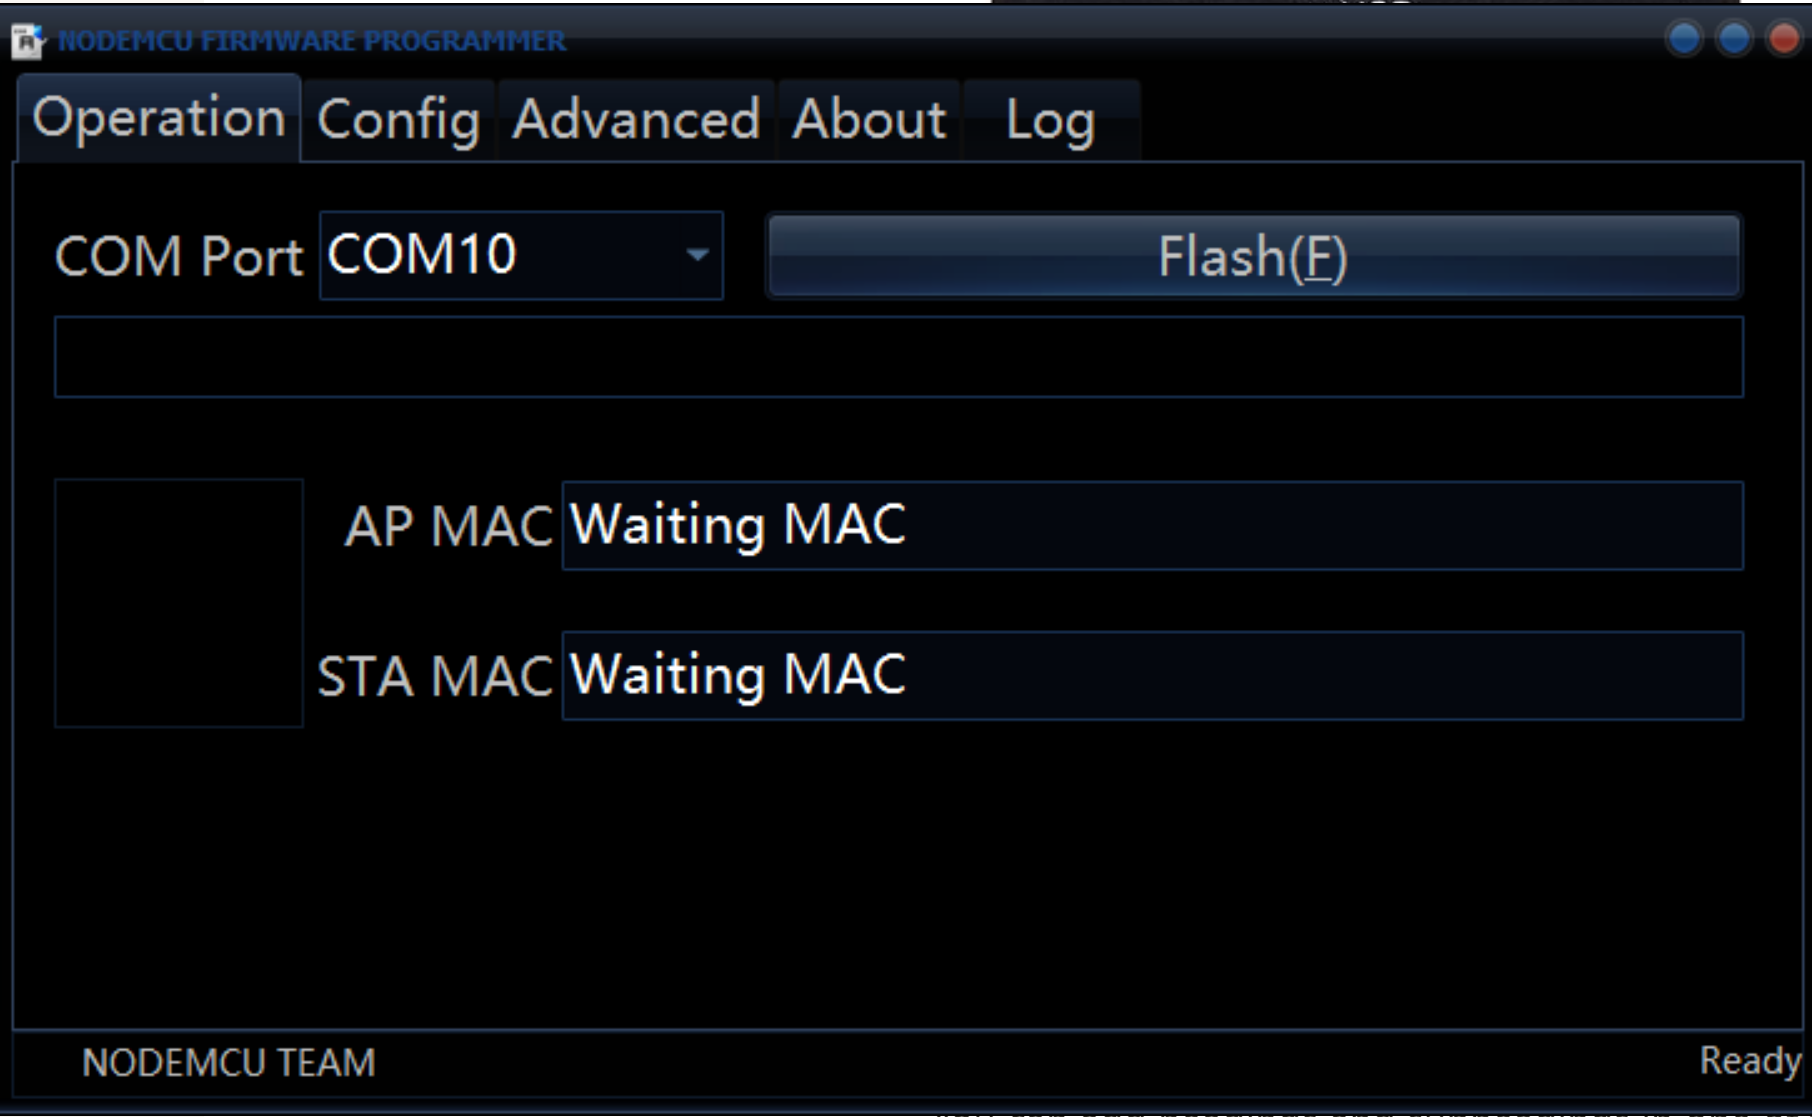 NODEMCU FIRMWARE PROGRAMMER
Operation Config Advanced About Log
COM Port COM10 Flash(F)
AP MAC Waiting MAC
STA MAC Waiting MAC
NODEMCU TEAM Ready